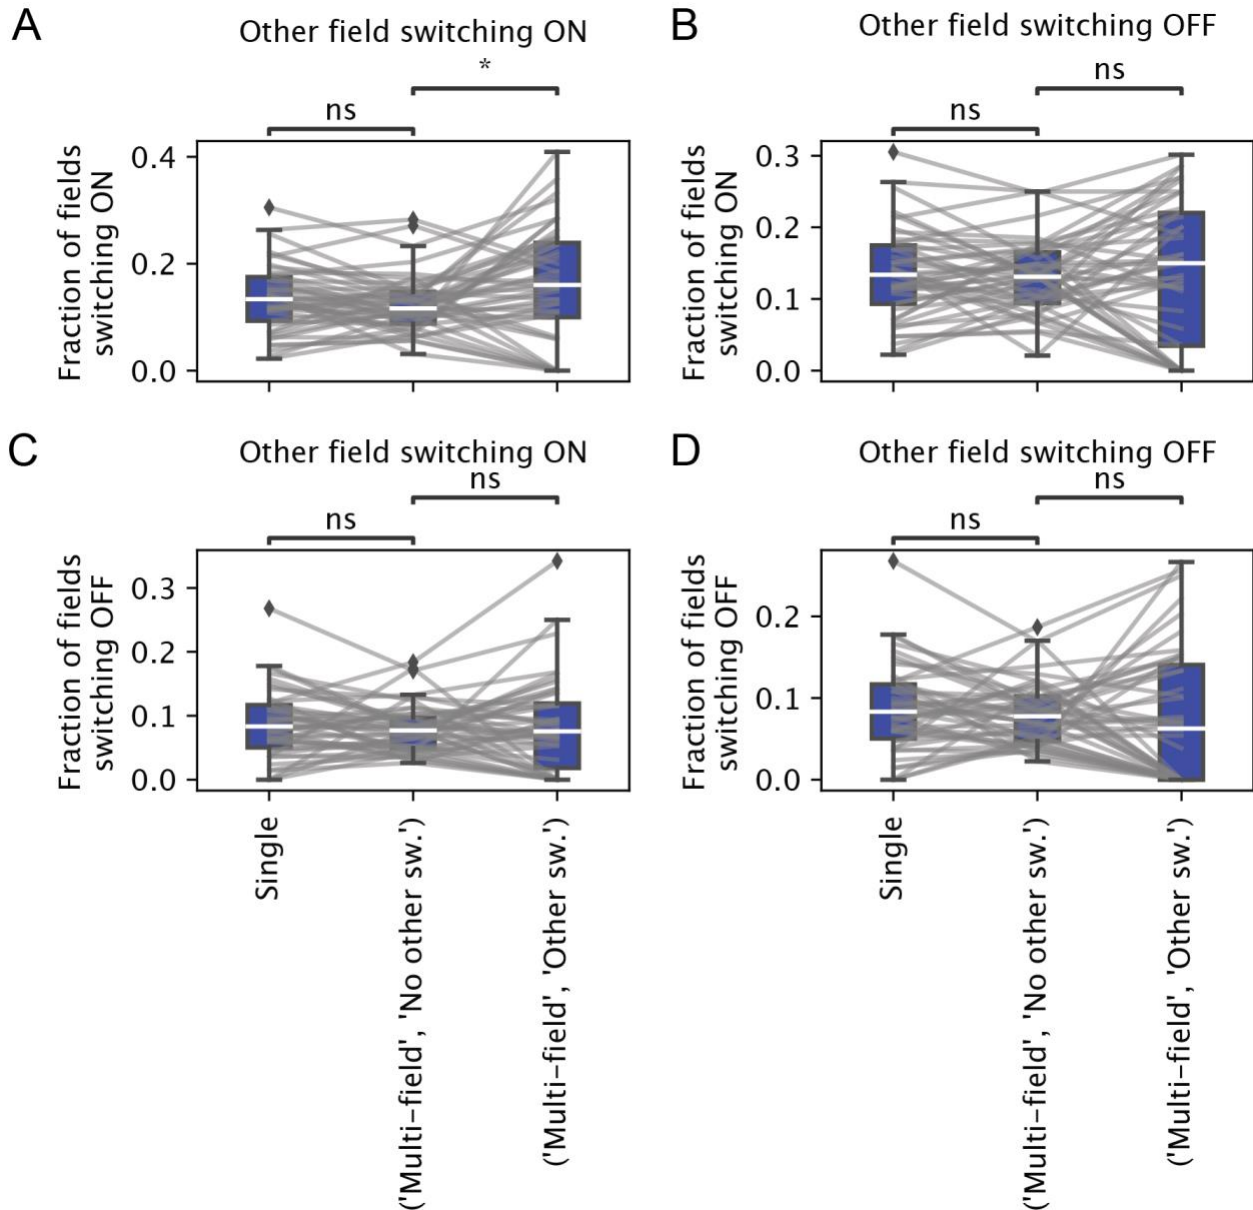 A
Other field switching ON
*
ns
Fraction of fields
switching ON
0.4
0.2
0.0
B
Other field switching OFF
ns
ns
Fraction of fields
switching ON
0.3
0.2
0.1
0.0
C
Other field switching ON
ns
ns
Fraction of fields
switching OFF
0.3
0.2
0.1
0.0
D
Other field switching OFF
ns
ns
Fraction of fields
switching OFF
0.2
0.1
0.0
Single
('Multi-field', 'No other sw.')
('Multi-field', 'Other sw.')
Single
('Multi-field', 'No other sw.')
('Multi-field', 'Other sw.')